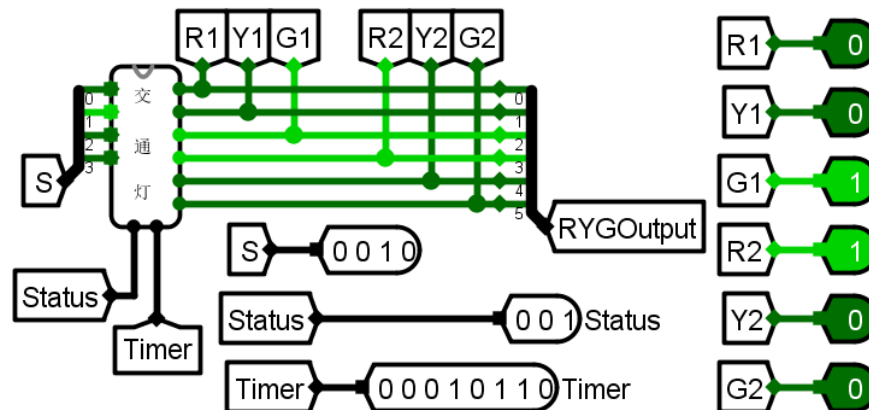 R1 Y1 G1 R2 Y2 G2
R1 0
交
通
灯
0
1
2
3
0
1
2
3
4
5
S
Y1 0
G1 1
RYGOutput
S 0 0 1 0
R2 1
Status
Status 0 0 1 Status
Y2 0
Timer
Timer 0 0 0 1 0 1 1 0 Timer
G2 0